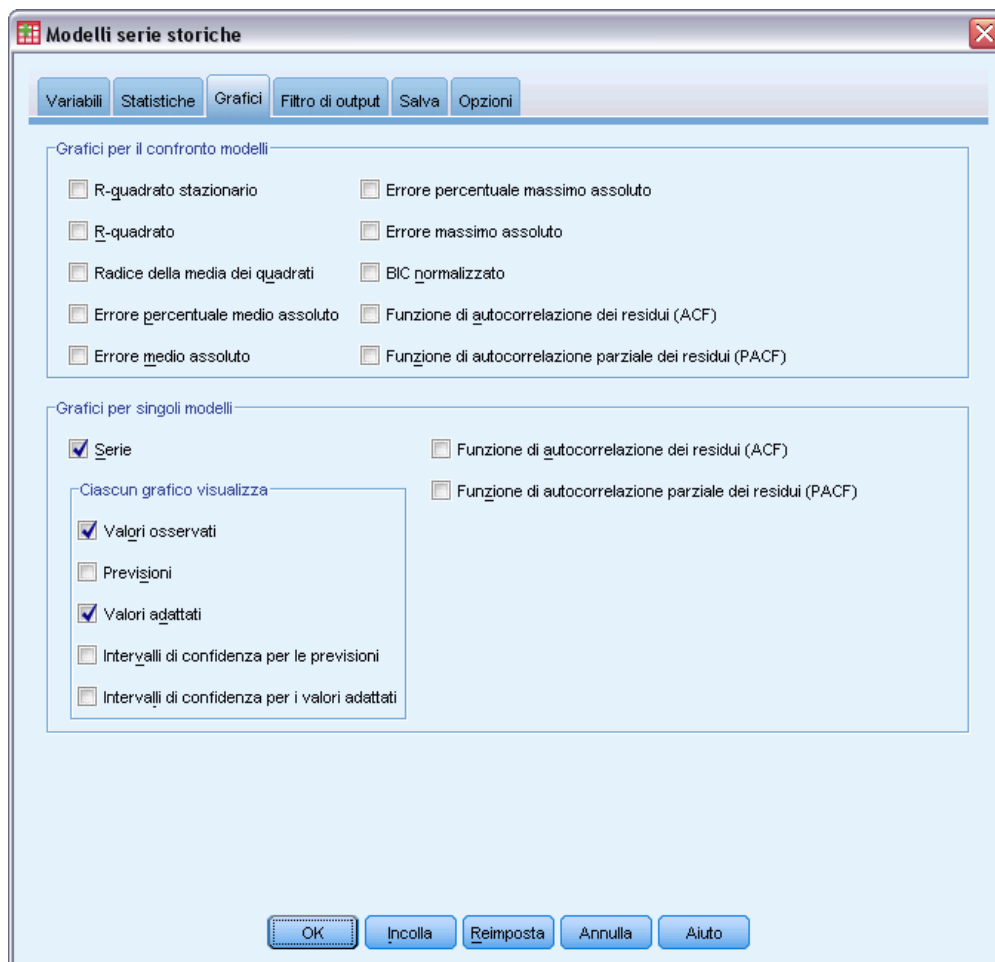 Modelli serie storiche
Variabili Statistiche Grafici Filtro di output Salva Opzioni
Grafici per il confronto modelli
R-quadrato stazionario
R-quadrato
Radice della media dei quadrati
Errore percentuale medio assoluto
Errore medio assoluto
Errore percentuale massimo assoluto
Errore massimo assoluto
BIC normalizzato
Funzione di autocorrelazione dei residui (ACF)
Funzione di autocorrelazione parziale dei residui (PACF)
Grafici per singoli modelli
Serie
Ciascun grafico visualizza
Valori osservati
Previsioni
Valori adattati
Intervalli di confidenza per le previsioni
Intervalli di confidenza per i valori adattati
Funzione di autocorrelazione dei residui (ACF)
Funzione di autocorrelazione parziale dei residui (PACF)
OK Incolla Reimposta Annulla Aiuto